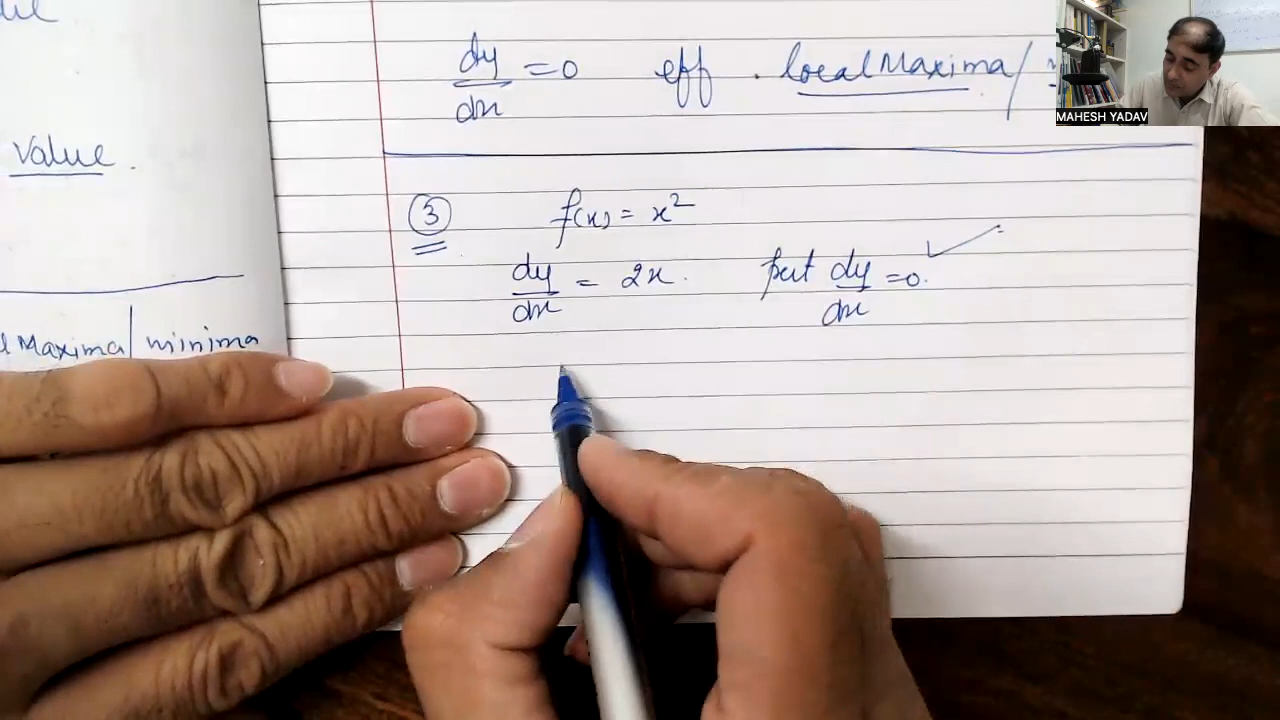 value.
Maxima/minima
dy/dx = 0 eff . local Maxima/
③ f(x) = x²
dy/dx = 2x. put dy/dx = 0.
MAHESH YADAV